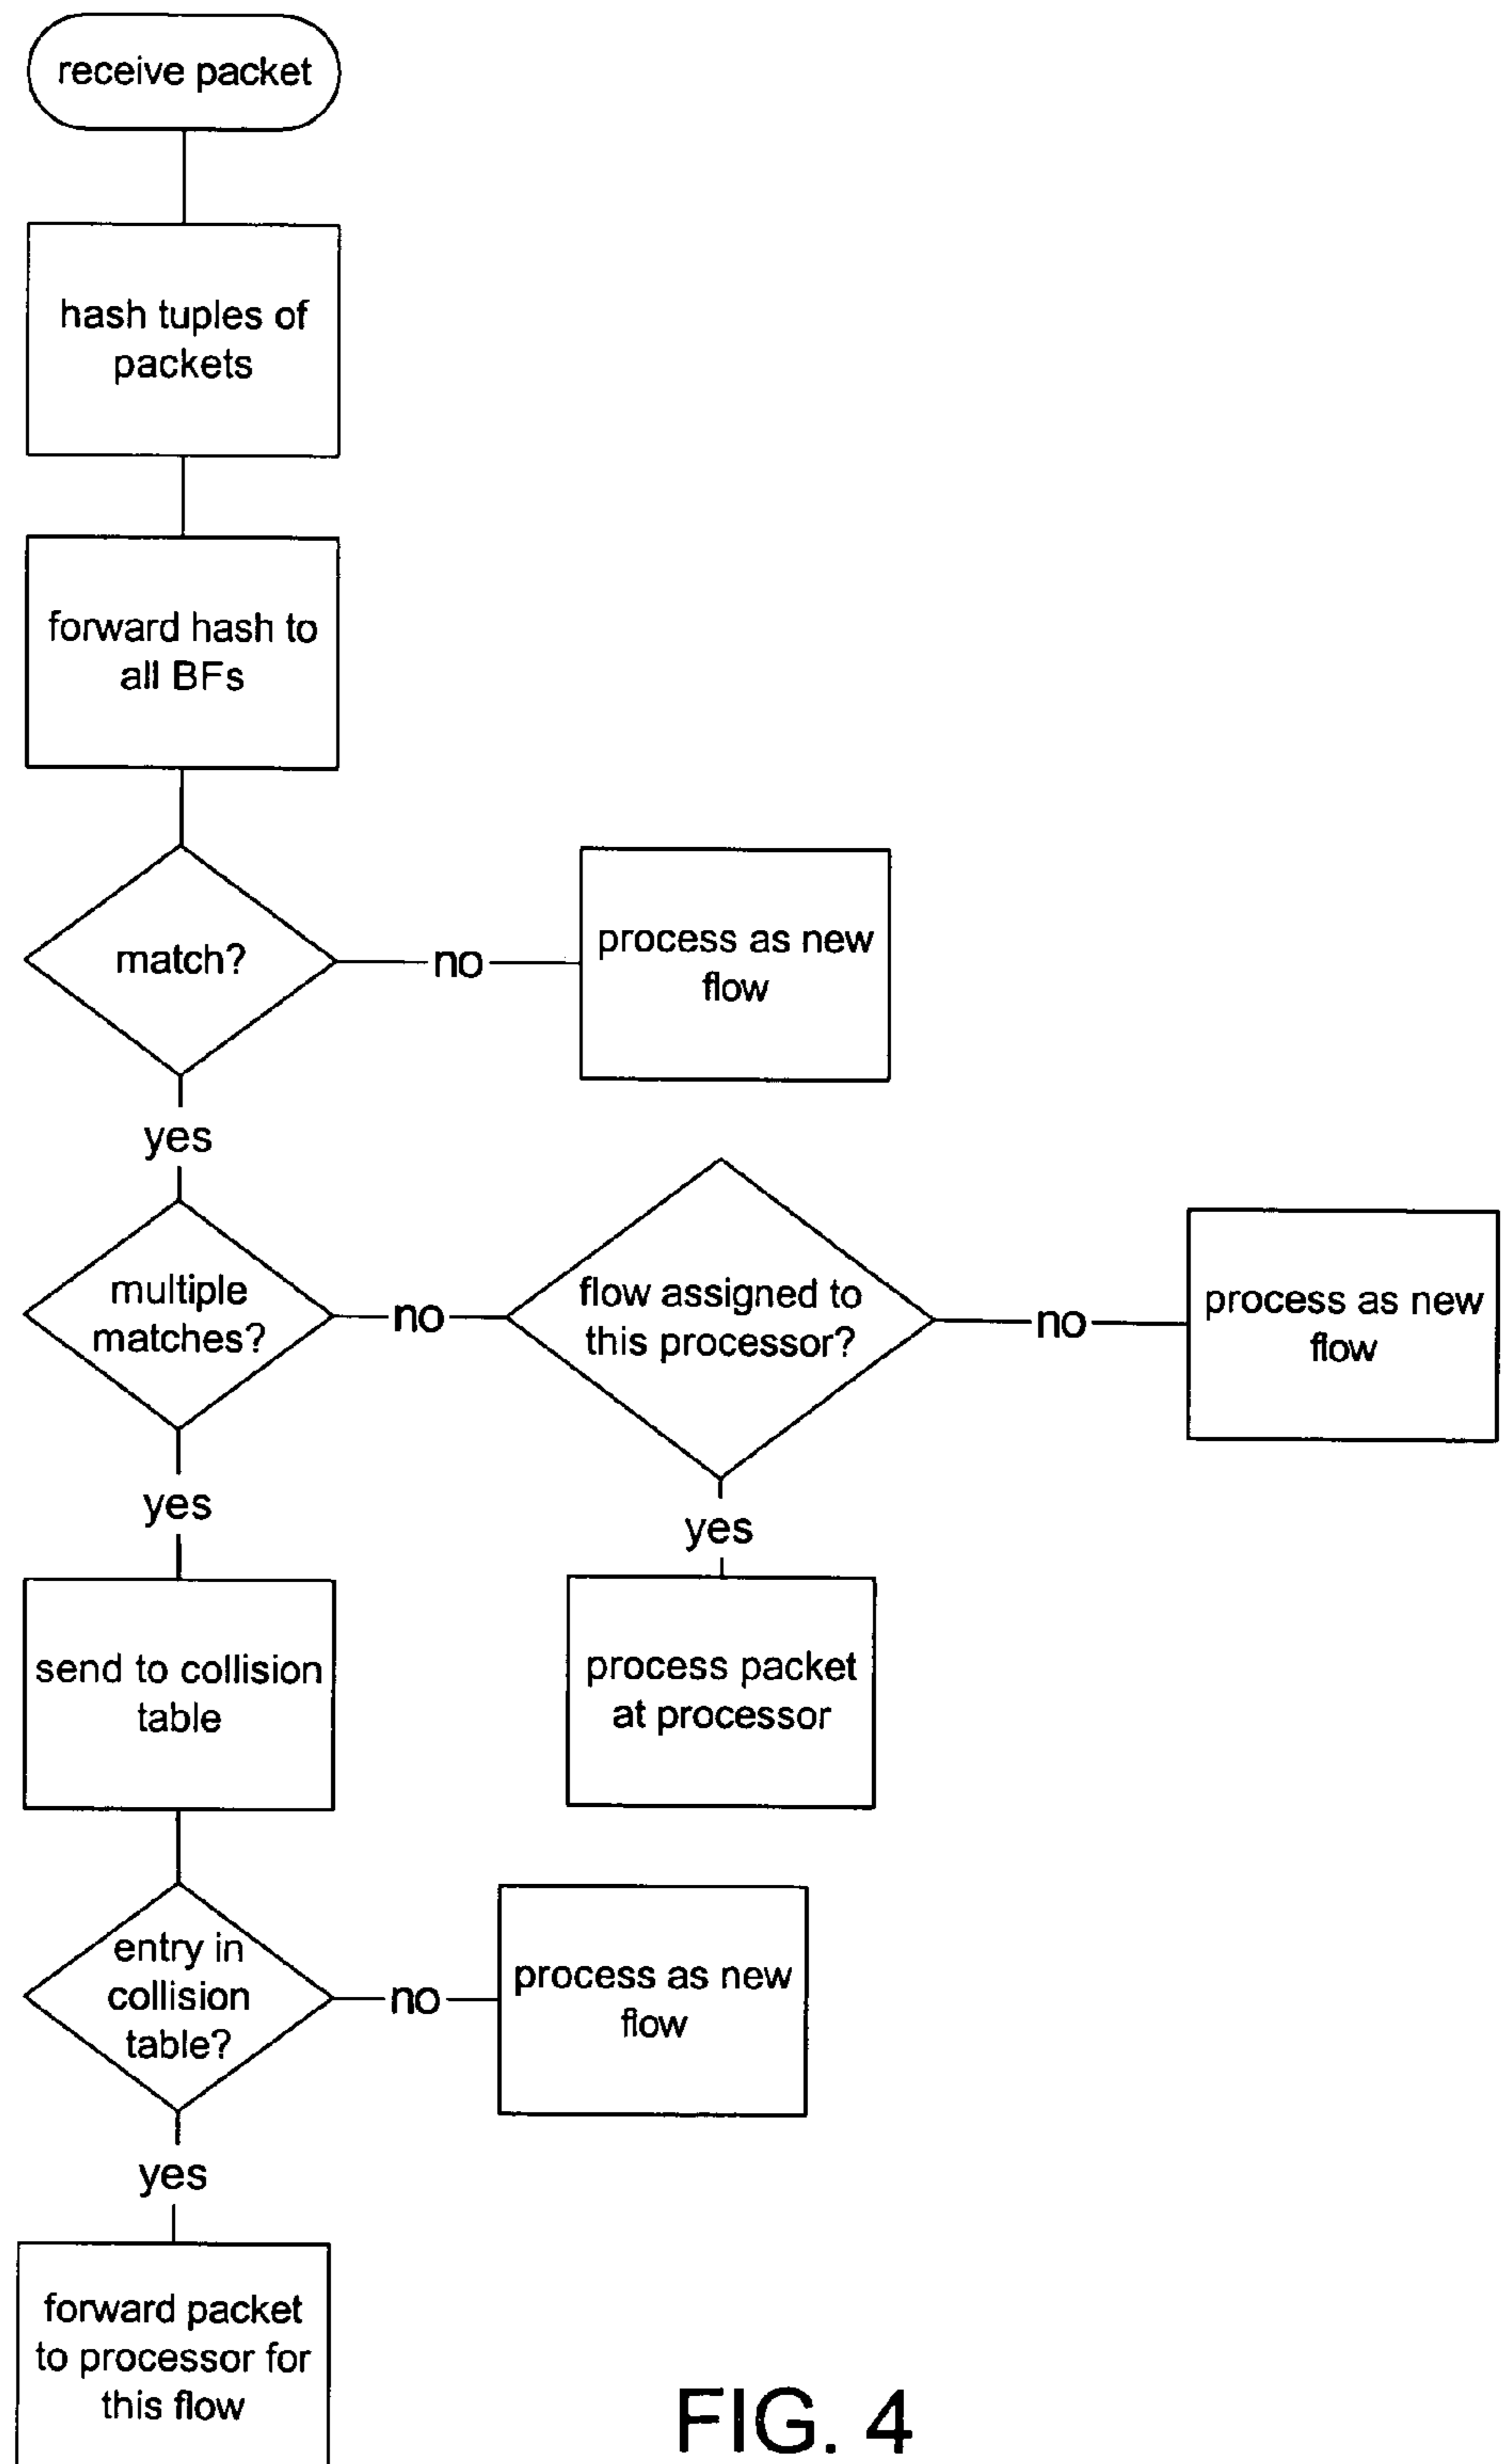 receive packet
hash tuples of
packets
forward hash to
all BFs
match?
no
process as new
flow
yes
multiple
matches?
no
flow assigned to
this processor?
no
process as new
flow
yes
yes
send to collision
table
process packet
at processor
entry in
collision
table?
no
process as new
flow
yes
forward packet
to processor for
this flow
FIG. 4